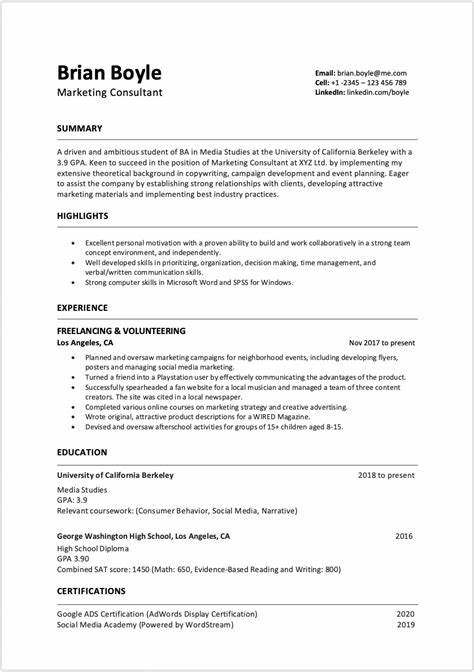 Brian Boyle
Marketing Consultant
Email: brian.boyle@me.com
Cell: +1 -2345 – 123 456 789
LinkedIn: linkedin.com/boyle
SUMMARY
A driven and ambitious student of BA in Media Studies at the University of California Berkeley with a
3.9 GPA. Keen to succeed in the position of Marketing Consultant at XYZ Ltd. by implementing my
extensive theoretical background in copywriting, campaign development and event planning. Eager
to assist the company by establishing strong relationships with clients, developing attractive
marketing materials and implementing best industry practices.
HIGHLIGHTS
• Excellent personal motivation with a proven ability to build and work collaboratively in a strong team
concept environment, and independently.
• Well developed skills in prioritizing, organization, decision making, time management, and
verbal/written communication skills.
• Strong computer skills in Microsoft Word and SPSS for Windows.
EXPERIENCE
FREELANCING & VOLUNTEERING
Los Angeles, CA Nov 2017 to present
• Planned and oversaw marketing campaigns for neighborhood events, including developing flyers,
posters and managing social media marketing.
• Turned a friend into a Playstation user by effectively communicating the advantages of the product.
• Successfully spearheaded a fan website for a local musician and managed a team of three content
creators. The site was cited in a local newspaper.
• Completed various online courses on marketing strategy and creative advertising.
• Wrote original, attractive product descriptions for a WIRED Magazine.
• Devised and oversaw afterschool activities for groups of 15+ children aged 8-15.
EDUCATION
University of California Berkeley 2018 to present
Media Studies
GPA: 3.9
Relevant coursework: (Consumer Behavior, Social Media, Narrative)
George Washington High School, Los Angeles, CA 2016
High School Diploma
GPA 3.90
Combined SAT score: 1450 (Math: 650, Evidence-Based Reading and Writing: 800)
CERTIFICATIONS
Google ADS Certification (AdWords Display Certification) 2020
Social Media Academy (Powered by WordStream) 2019